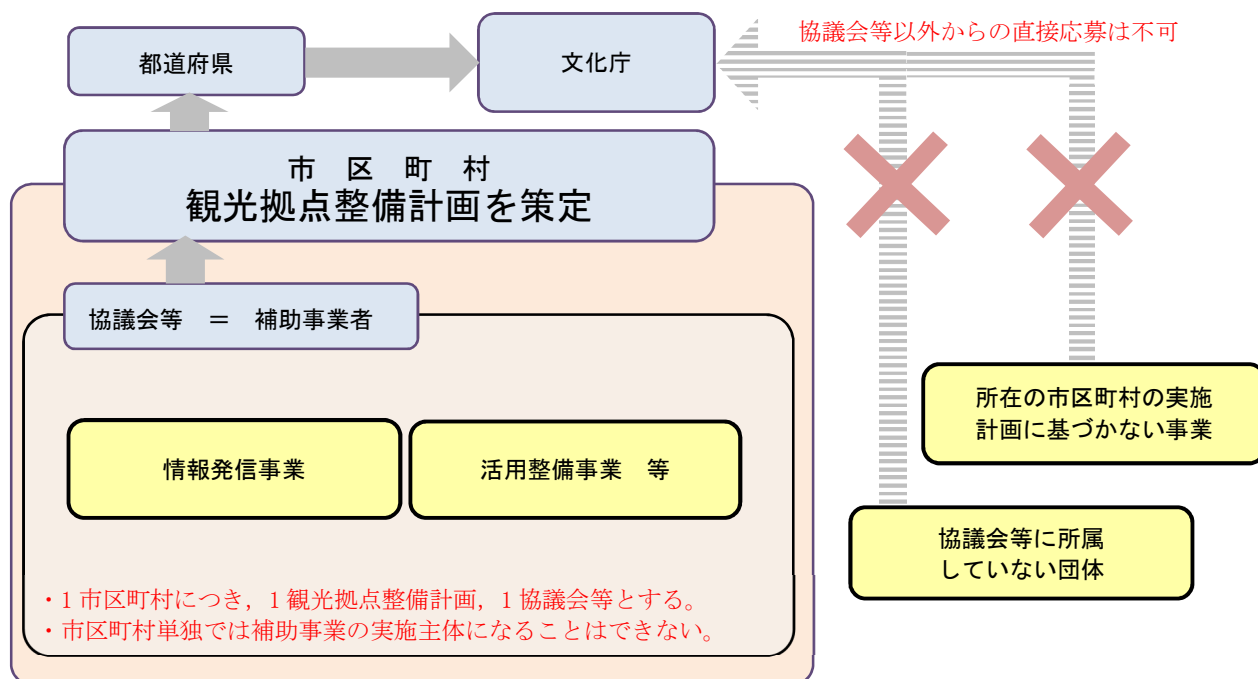 協議会等以外からの直接応募は不可
都道府県
文化庁
市　区　町　村
観光拠点整備計画を策定
協議会等　＝　補助事業者
所在の市区町村の実施
計画に基づかない事業
情報発信事業
活用整備事業　等
協議会等に所属
していない団体
・1 市区町村につき，1 観光拠点整備計画，1 協議会等とする。
・市区町村単独では補助事業の実施主体になることはできない。